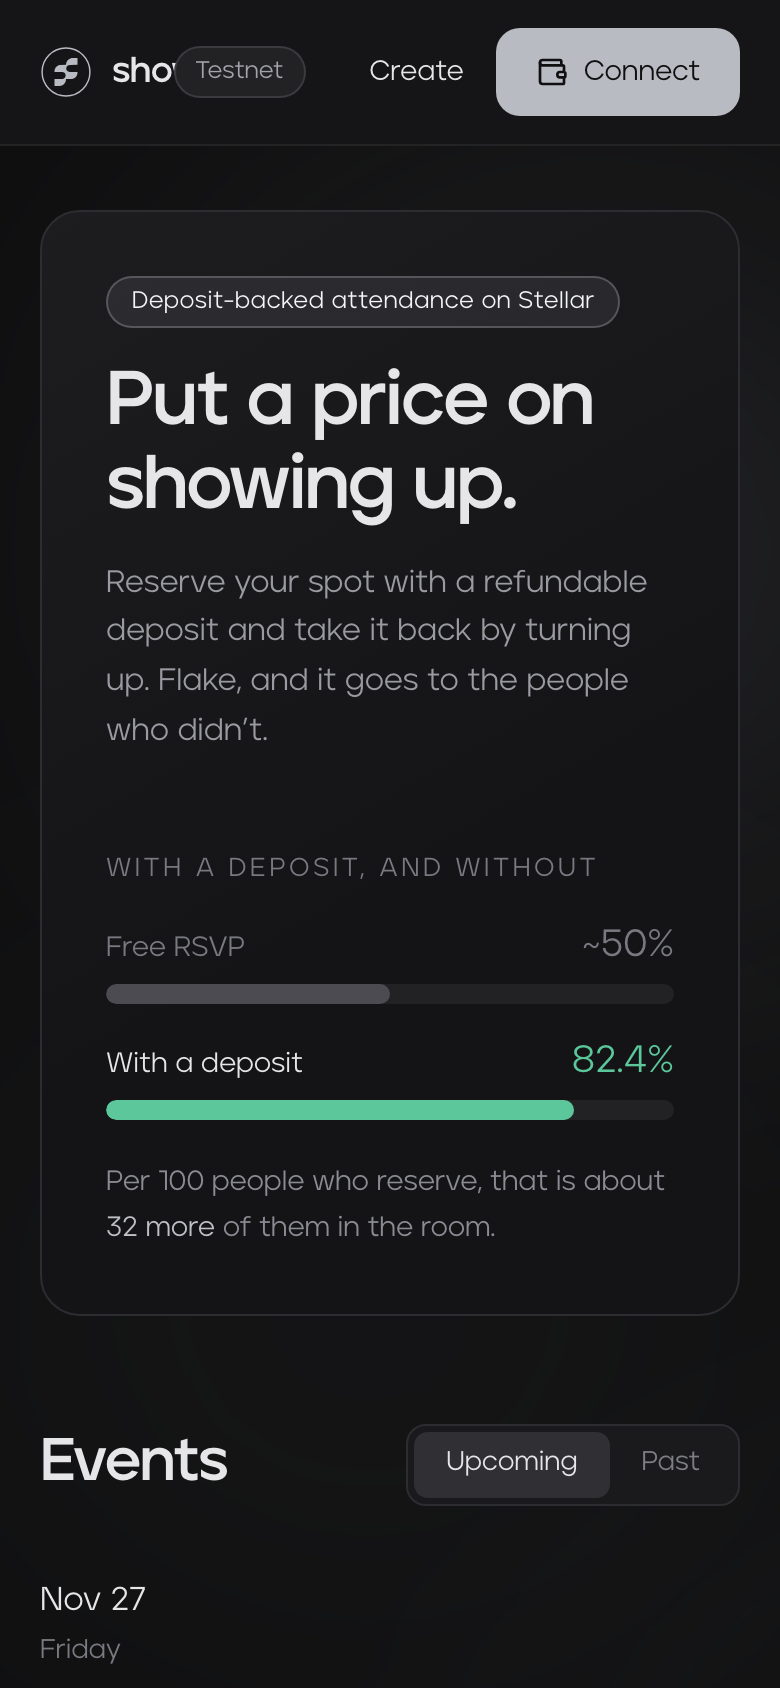 Testnet
Create
Connect
Deposit-backed attendance on Stellar
Put a price on
showing up.
Reserve your spot with a refundable
deposit and take it back by turning
up. Flake, and it goes to the people
who didn’t.
WITH A DEPOSIT, AND WITHOUT
Free RSVP ~50%
With a deposit 82.4%
Per 100 people who reserve, that is about
32 more of them in the room.
Events
Upcoming
Past
Nov 27
Friday